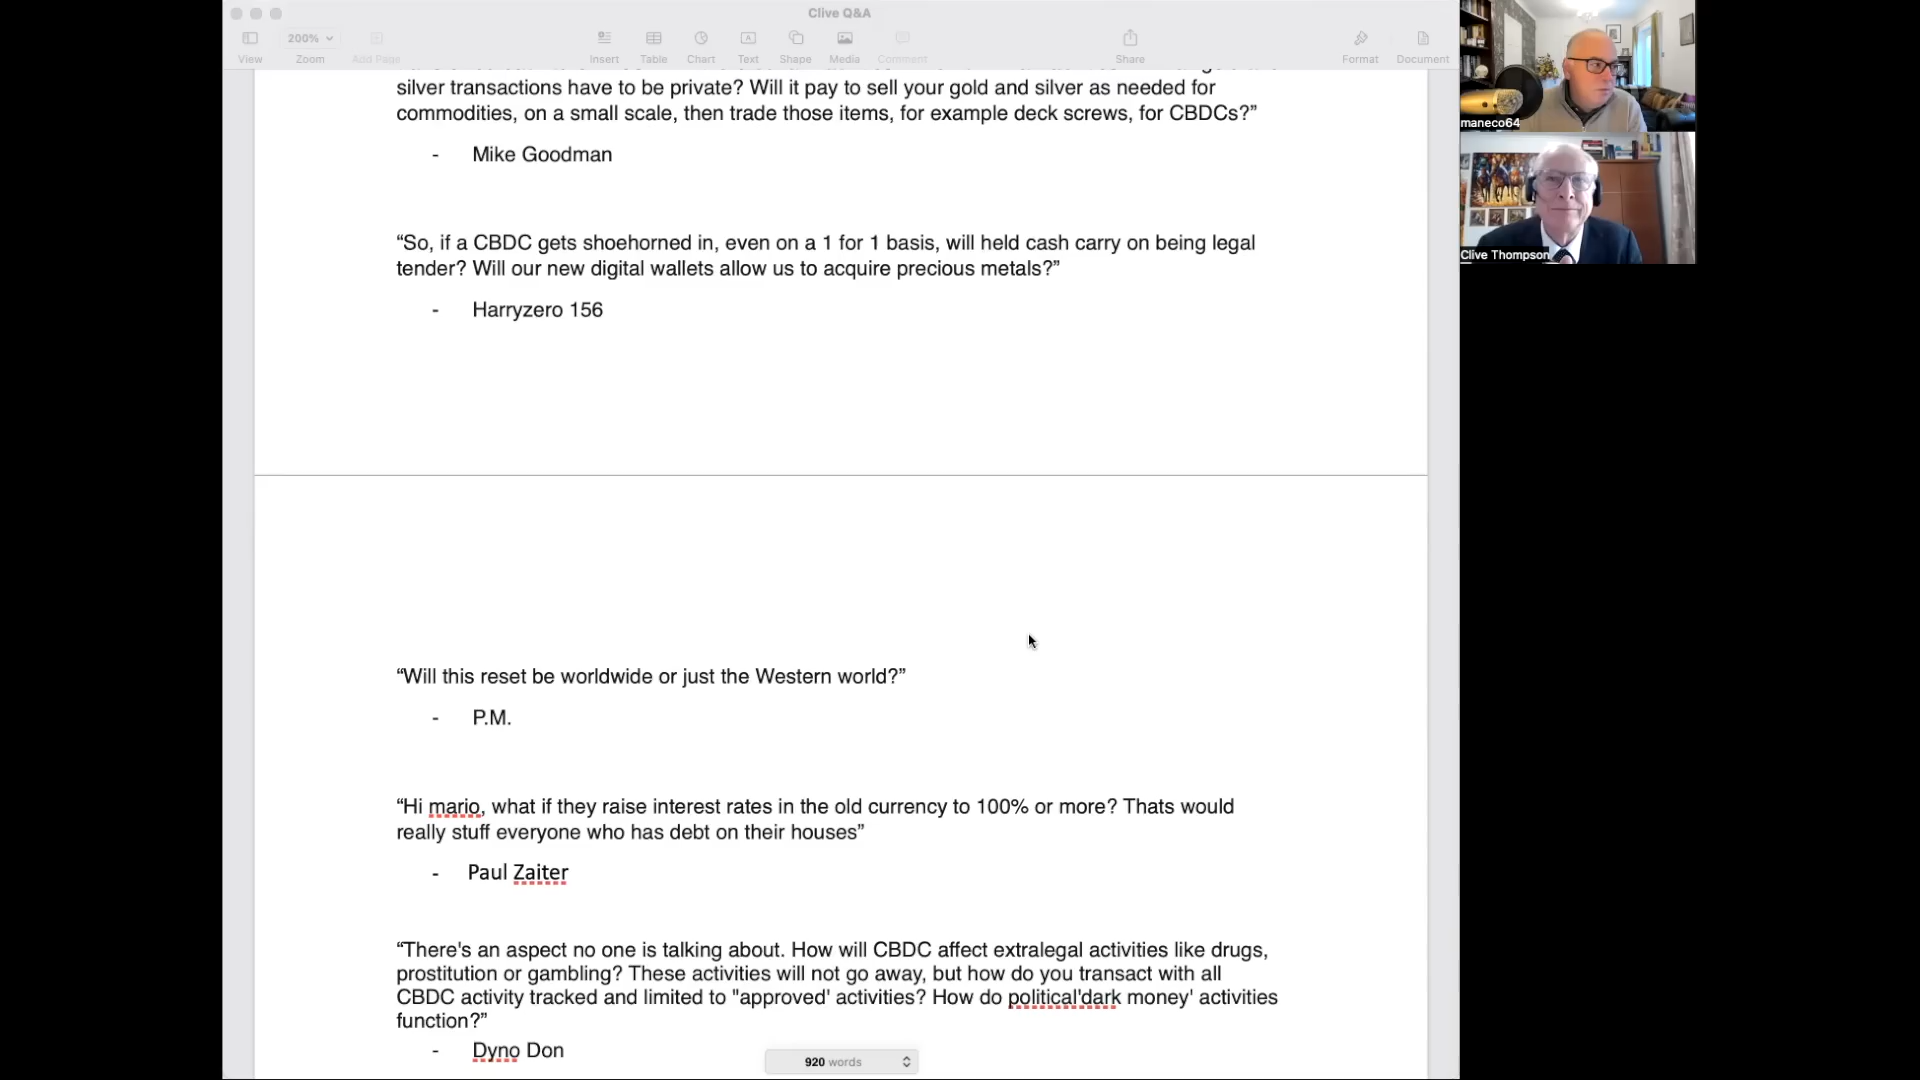 Clive Q&A
200%
View Zoom Add Page Insert Table Chart Text Shape Media Comment Share Format Document
silver transactions have to be private? Will it pay to sell your gold and silver as needed for
commodities, on a small scale, then trade those items, for example deck screws, for CBDCs?”
- Mike Goodman
“So, if a CBDC gets shoehorned in, even on a 1 for 1 basis, will held cash carry on being legal
tender? Will our new digital wallets allow us to acquire precious metals?”
- Harryzero 156
“Will this reset be worldwide or just the Western world?”
- P.M.
“Hi mario, what if they raise interest rates in the old currency to 100% or more? Thats would
really stuff everyone who has debt on their houses”
- Paul Zaiter
“There's an aspect no one is talking about. How will CBDC affect extralegal activities like drugs,
prostitution or gambling? These activities will not go away, but how do you transact with all
CBDC activity tracked and limited to "approved' activities? How do political'dark money' activities
function?”
- Dyno Don
920 words
maneco64
Clive Thompson